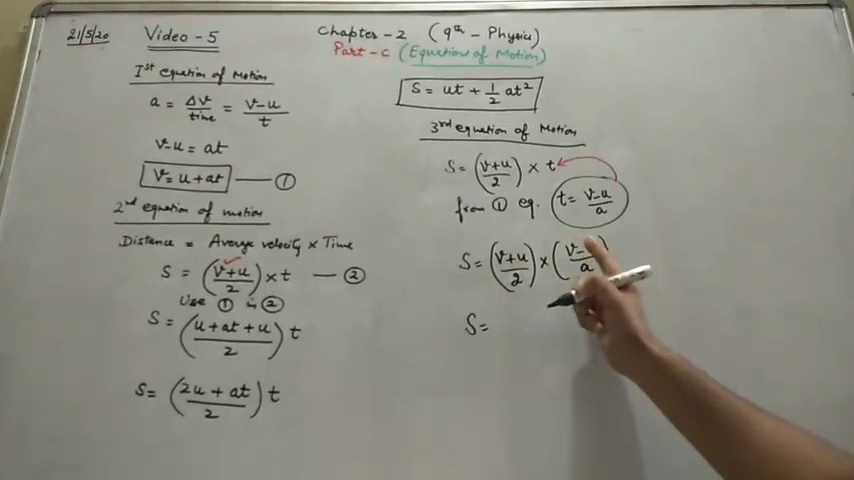 21/5/20 Video - 5
Chapter - 2 (9th - Physics)
Part - C (Equations of Motion)
Ist equation of Motion
a = Δv/time = v-u/t
v-u = at
v = u+at — ①
2nd equation of motion
Distance = Average velocity × Time
S = (v+u/2) × t — ②
Use ① in ②
S = (u+at+u/2) t
S = (2u+at/2) t
S = ut + 1/2 at²
3rd equation of Motion
S = (v+u/2) × t
from ① eq. t = v-u/a
S = (v+u/2) × (v-/a)
S =